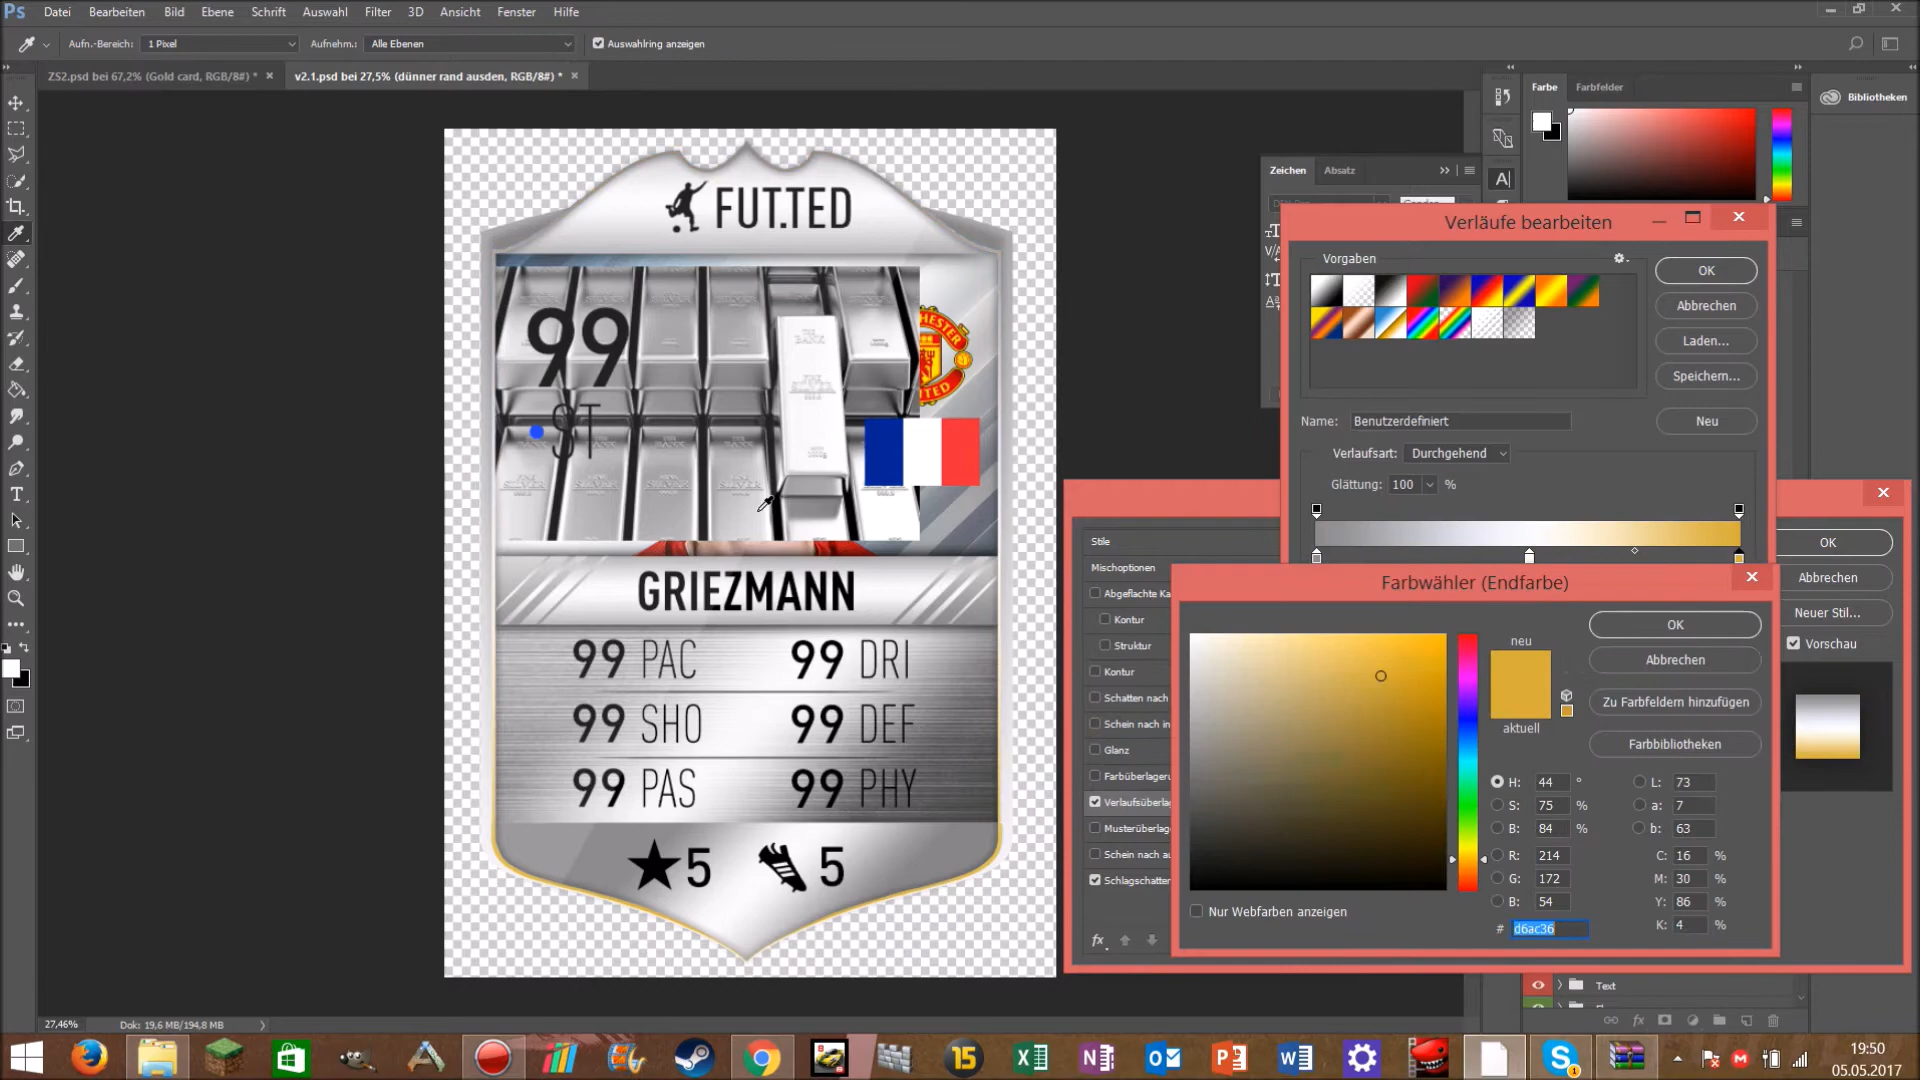 Ps Datei Bearbeiten Bild Ebene Schrift Auswahl Filter 3D Ansicht Fenster Hilfe
Aufn.-Bereich: 1 Pixel Aufnehm.: Alle Ebenen Auswahlring anzeigen
ZS2.psd bei 67,2% (Gold card, RGB/8#) * v2.1.psd bei 27,5% (dünner rand ausden, RGB/8#) *
Farbe Farbfelder Bibliotheken
Zeichen Absatz
FUT.TED
99
ST
GRIEZMANN
99 PAC 99 DRI
99 SHO 99 DEF
99 PAS 99 PHY
5 5
Verläufe bearbeiten
Vorgaben
OK
Abbrechen
Laden...
Speichern...
Name: Benutzerdefiniert Neu
Verlaufsart: Durchgehend
Glättung: 100 %
Stile
Mischoptionen
Abgeflachte Ka
Kontur
Struktur
Kontur
Schatten nach
Schein nach in
Glanz
Farbüberlageru
Verlaufsüberla
Musterüberlag
Schein nach au
Schlagschatten
fx
OK
Abbrechen
Neuer Stil...
Vorschau
Farbwähler (Endfarbe)
neu
aktuell
OK
Abbrechen
Zu Farbfeldern hinzufügen
Farbbibliotheken
H: 44 ° L: 73
S: 75 % a: 7
B: 84 % b: 63
R: 214 C: 16 %
G: 172 M: 30 %
B: 54 Y: 86 %
# d6ac36 K: 4 %
Nur Webfarben anzeigen
Text
27,46% Dok: 19,6 MB/194,8 MB
19:50
05.05.2017